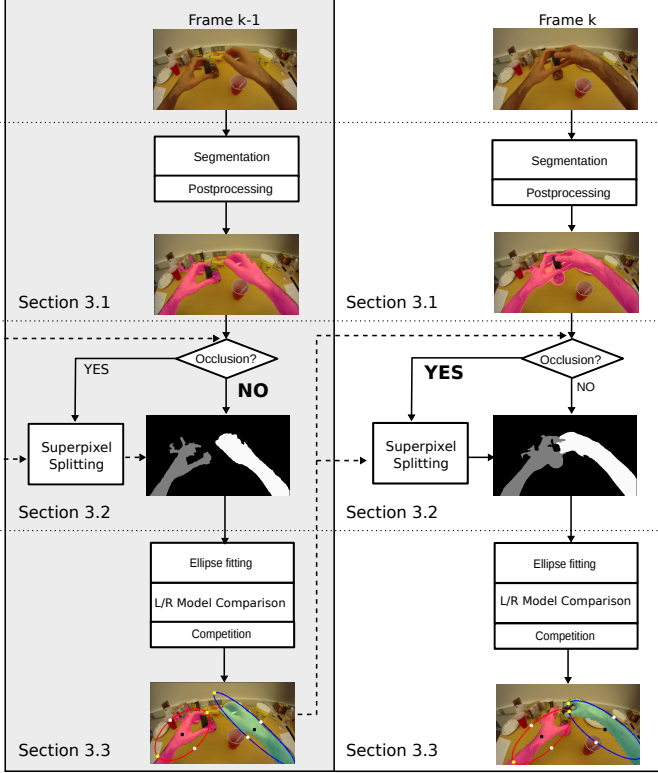 Frame k-1
Segmentation
Postprocessing
Section 3.1
Occlusion?
YES
NO
Superpixel
Splitting
Section 3.2
Ellipse fitting
L/R Model Comparison
Competition
Section 3.3
Frame k
Segmentation
Postprocessing
Section 3.1
Occlusion?
YES
NO
Superpixel
Splitting
Section 3.2
Ellipse fitting
L/R Model Comparison
Competition
Section 3.3